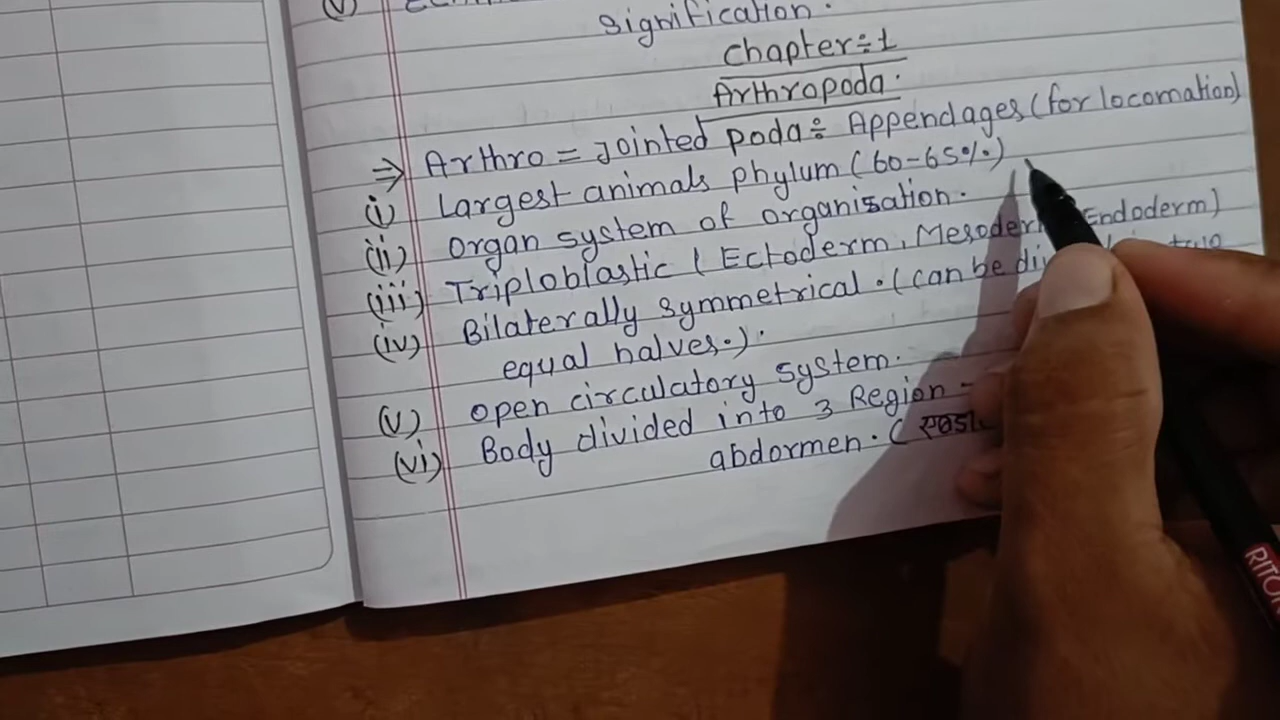 (v)
signification.
chapter÷1
Arthropoda.
⇒ Arthro = Jointed poda÷ Appendages (for locomation)
(i) Largest animals phylum (60-65%)
(ii) organ system of organisation.
(iii) Triploblastic ( Ectoderm, Mesoderm Endoderm)
(iv) Bilaterally symmetrical. (can be
equal halves.).
(v) open circulatory system.
(vi) Body divided into 3 Region -
abdormen. (
RITO